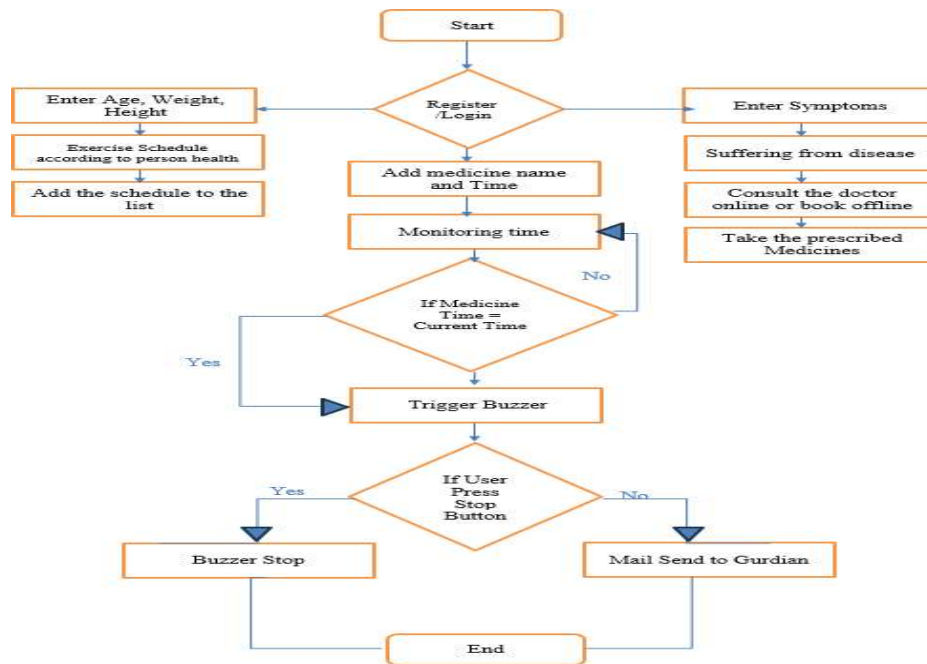 Start
Register
/Login
Enter Age, Weight,
Height
Exercise Schedule
according to person health
Add the schedule to the
list
Enter Symptoms
Suffering from disease
Consult the doctor
online or book offline
Take the prescribed
Medicines
Add medicine name
and Time
Monitoring time
No
If Medicine
Time =
Current Time
Yes
Trigger Buzzer
If User
Press
Stop
Button
Yes
No
Buzzer Stop
Mail Send to Gurdian
End